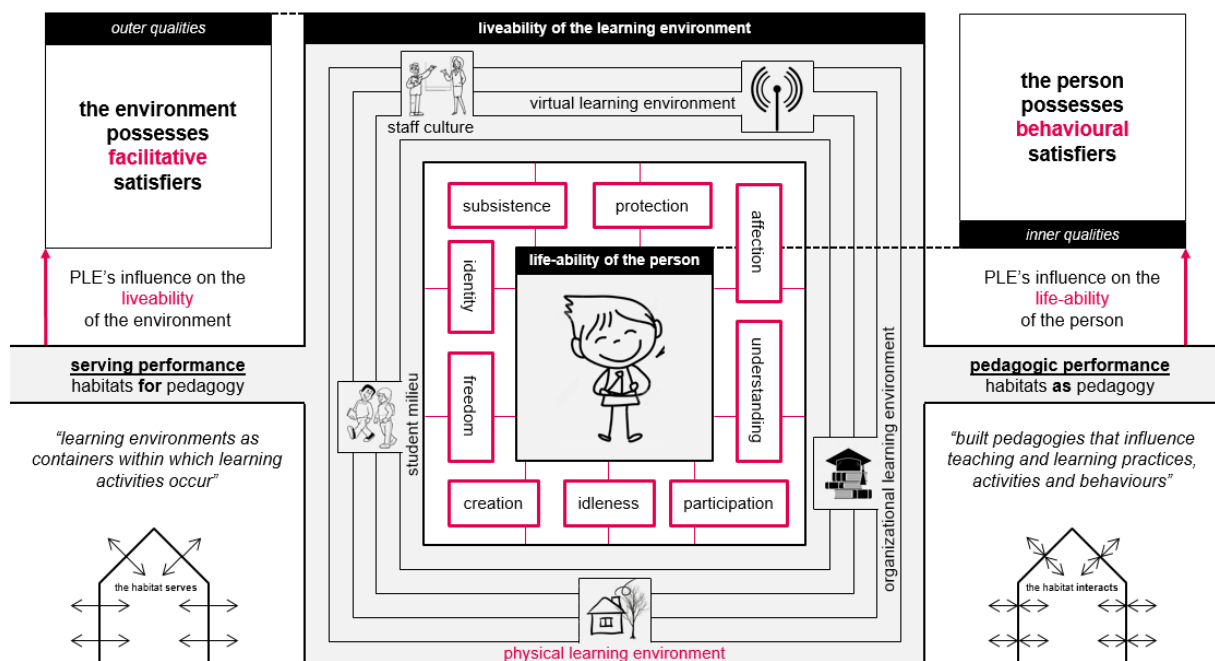 outer qualities
the environment
possesses
facilitative
satisfiers
PLE’s influence on the
liveability
of the environment
serving performance
habitats for pedagogy
“learning environments as
containers within which learning
activities occur”
the habitat serves
liveability of the learning environment
virtual learning environment
staff culture
student milieu
organizational learning environment
physical learning environment
subsistence
protection
affection
identity
life-ability of the person
understanding
freedom
creation
idleness
participation
the person
possesses
behavioural
satisfiers
inner qualities
PLE’s influence on the
life-ability
of the person
pedagogic performance
habitats as pedagogy
“built pedagogies that influence
teaching and learning practices,
activities and behaviours”
the habitat interacts